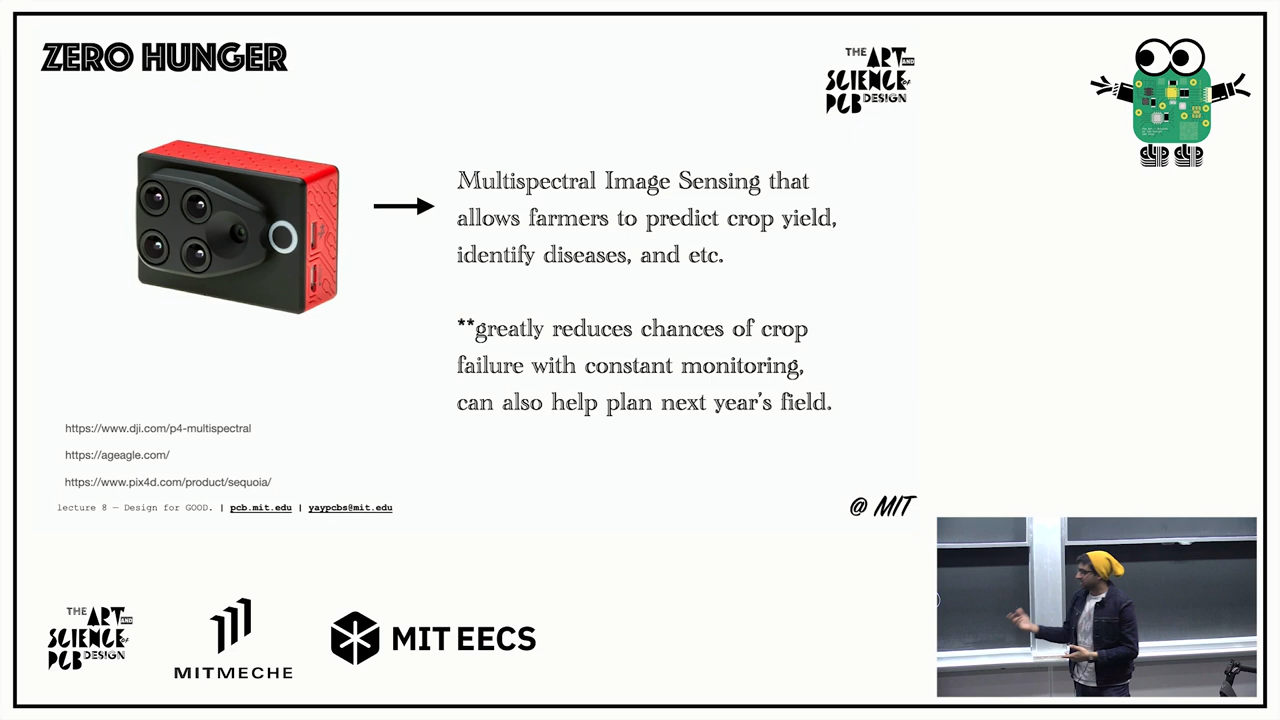 ZERO HUNGER
THE ART AND
SCIENCE OF
PCB DESIGN
Multispectral Image Sensing that
allows farmers to predict crop yield,
identify diseases, and etc.
**greatly reduces chances of crop
failure with constant monitoring,
can also help plan next year's field.
https://www.dji.com/p4-multispectral
https://ageagle.com/
https://www.pix4d.com/product/sequoia/
lecture 8 — Design for GOOD. | pcb.mit.edu | yaypcbs@mit.edu
@ MIT
THE ART AND
SCIENCE OF
PCB DESIGN
MITMECHE
MIT EECS